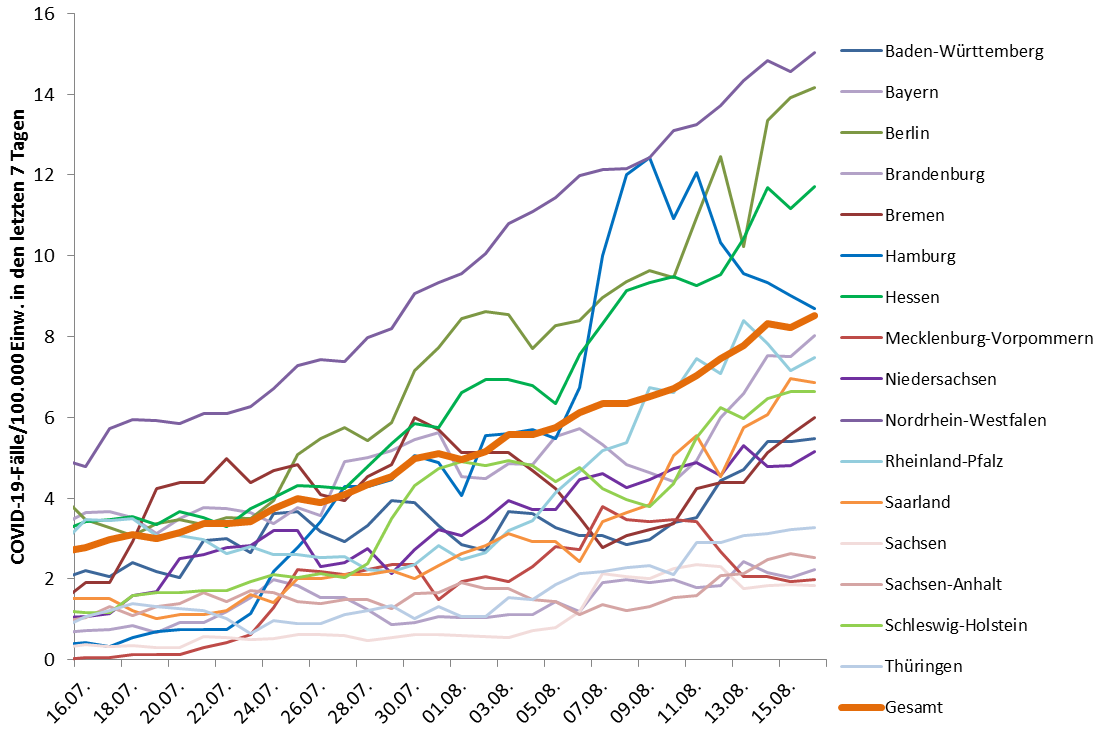 COVID-19-Fälle/100.000 Einw. in den letzten 7 Tagen
16
14
12
10
8
6
4
2
0
16.07. 18.07. 20.07. 22.07. 24.07. 26.07. 28.07. 30.07. 01.08. 03.08. 05.08. 07.08. 09.08. 11.08. 13.08. 15.08.
Baden-Württemberg
Bayern
Berlin
Brandenburg
Bremen
Hamburg
Hessen
Mecklenburg-Vorpommern
Niedersachsen
Nordrhein-Westfalen
Rheinland-Pfalz
Saarland
Sachsen
Sachsen-Anhalt
Schleswig-Holstein
Thüringen
Gesamt